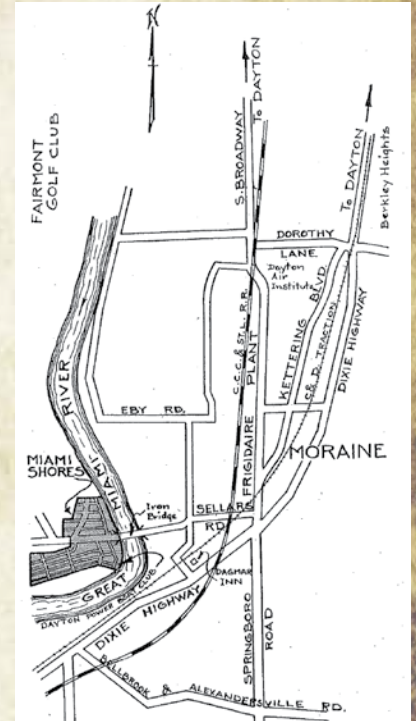 N
FAIRMONT
GOLF CLUB
S. BROADWAY
TO DAYTON
TO DAYTON
Berkley Heights
DOROTHY
LANE
Dayton
Air
Institute
KETTERING BLVD
C & D TRACTION
DIXIE HIGHWAY
C.C.C. & ST. L. R.R.
FRIGIDAIRE PLANT
MIAMI RIVER
EBY RD.
MORAINE
MIAMI
SHORES
Iron
Bridge
SELLARS
RD.
GREAT
DAYTON POWER BOAT CLUB
DAGMAR
INN
DIXIE HIGHWAY
SPRINGBORO
ROAD
BELLBROOK & ALEXANDERSVILLE RD.